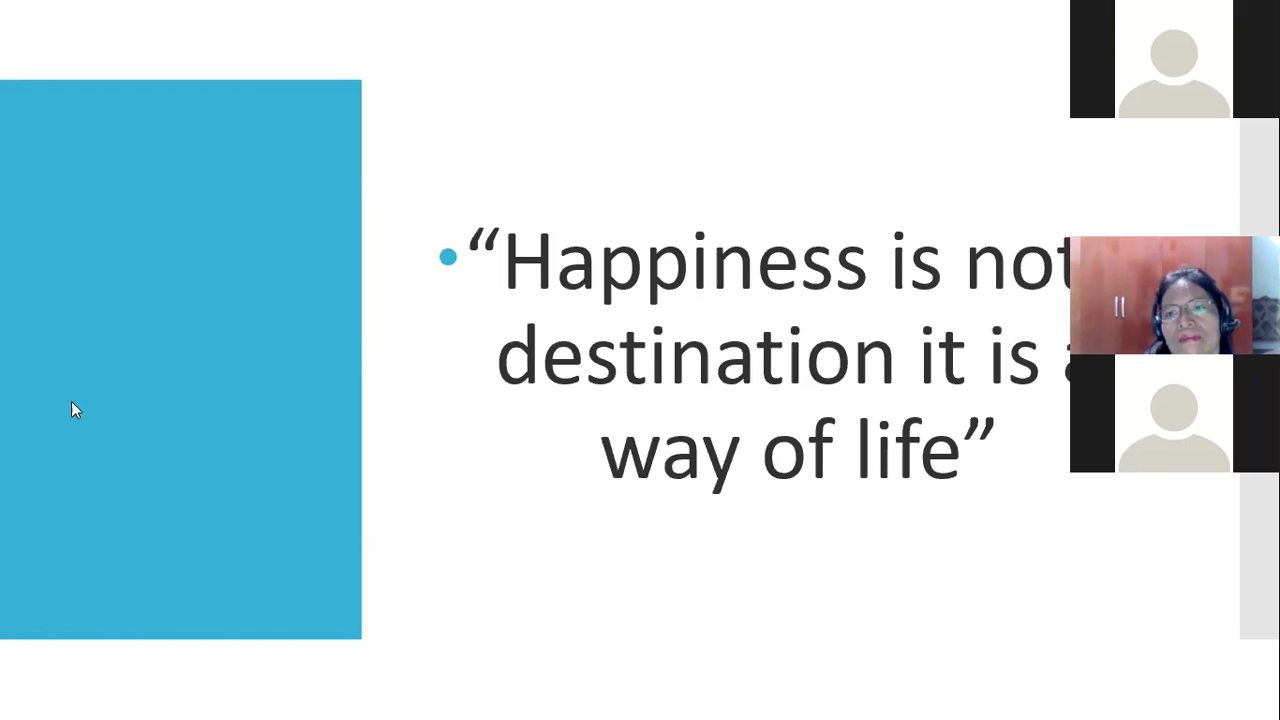 “Happiness is not
destination it is
way of life”